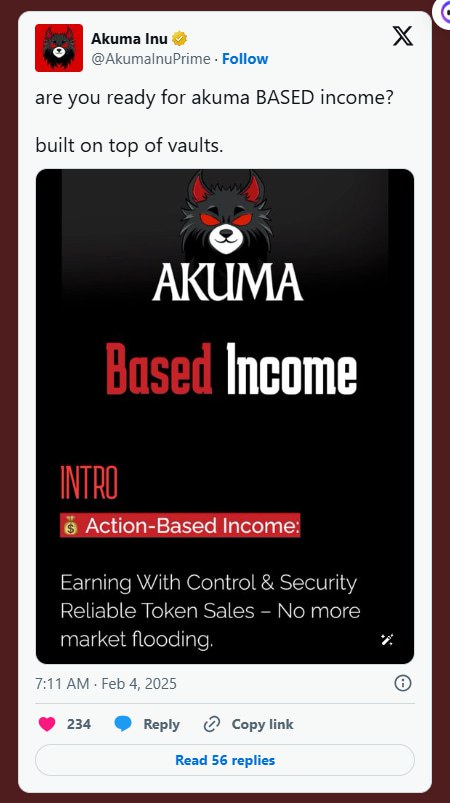 Akuma Inu
@AkumaInuPrime · Follow
are you ready for akuma BASED income?
built on top of vaults.
AKUMA
Based Income
INTRO
💰 Action-Based Income:
Earning With Control & Security
Reliable Token Sales – No more
market flooding.
7:11 AM · Feb 4, 2025
234 Reply Copy link
Read 56 replies